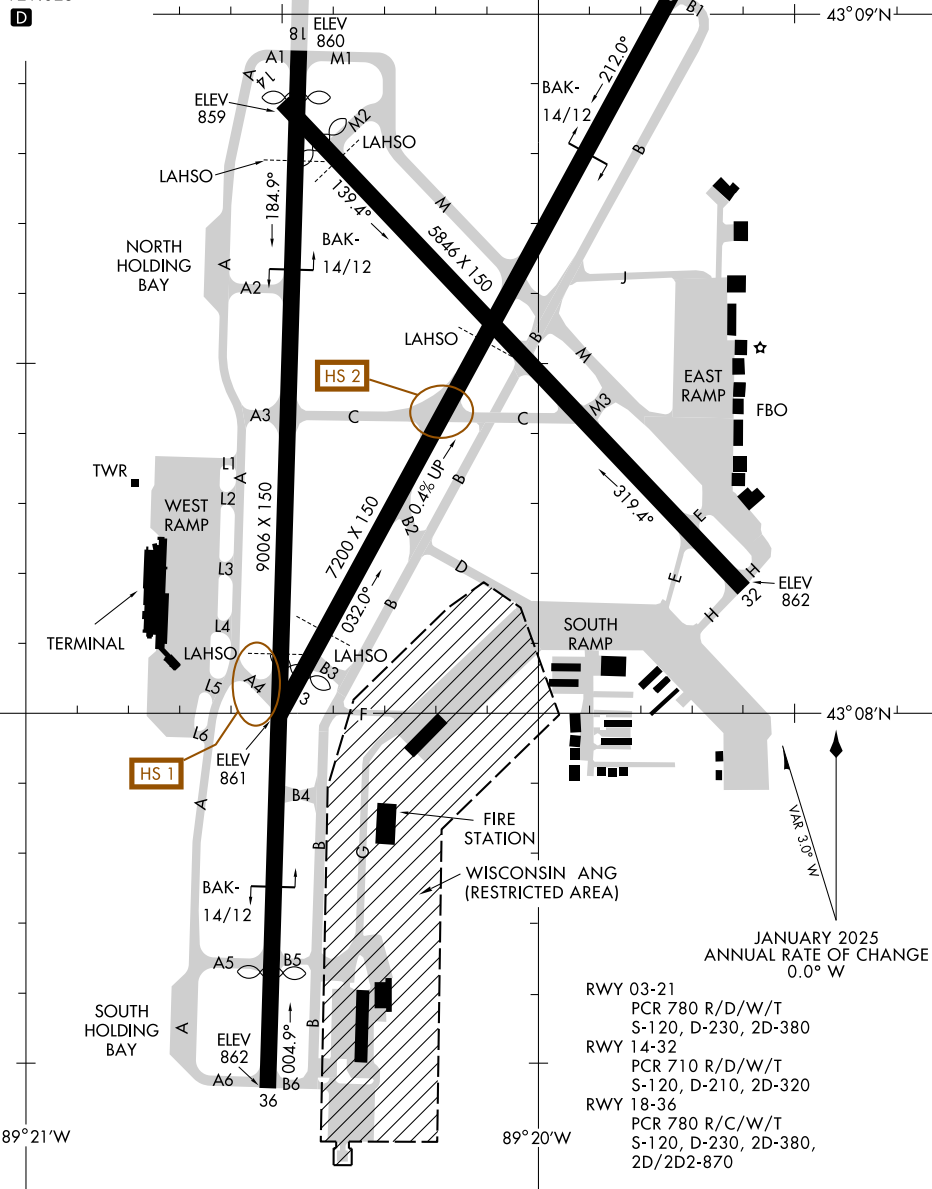 D
43°09'N
18
ELEV
860
A1
M1
B1
A
14
212.0°
BAK-
14/12
ELEV
859
M2
LAHSO
LAHSO
B
184.9°
139.4°
M
NORTH
HOLDING
BAY
A
BAK-
14/12
5846 X 150
J
A2
LAHSO
B
M
HS 2
EAST
RAMP
FBO
A3
C
C
M3
TWR
L1
A
L2
WEST
RAMP
9006 X 150
7200 X 150
0.4% UP
B
B2
319.4°
E
L3
D
E
H
H
32
ELEV
862
032.0°
B
TERMINAL
L4
LAHSO
LAHSO
SOUTH
RAMP
L5
A4
B3
3
F
43°08'N
L6
HS 1
ELEV
861
A
B4
B
G
FIRE
STATION
VAR 3.0° W
WISCONSIN ANG
(RESTRICTED AREA)
BAK-
14/12
JANUARY 2025
ANNUAL RATE OF CHANGE
0.0° W
A5
B5
SOUTH
HOLDING
BAY
A
ELEV
862
004.9°
B
A6
B6
36
RWY 03-21
PCR 780 R/D/W/T
S-120, D-230, 2D-380
RWY 14-32
PCR 710 R/D/W/T
S-120, D-210, 2D-320
RWY 18-36
PCR 780 R/C/W/T
S-120, D-230, 2D-380,
2D/2D2-870
89°21'W
89°20'W